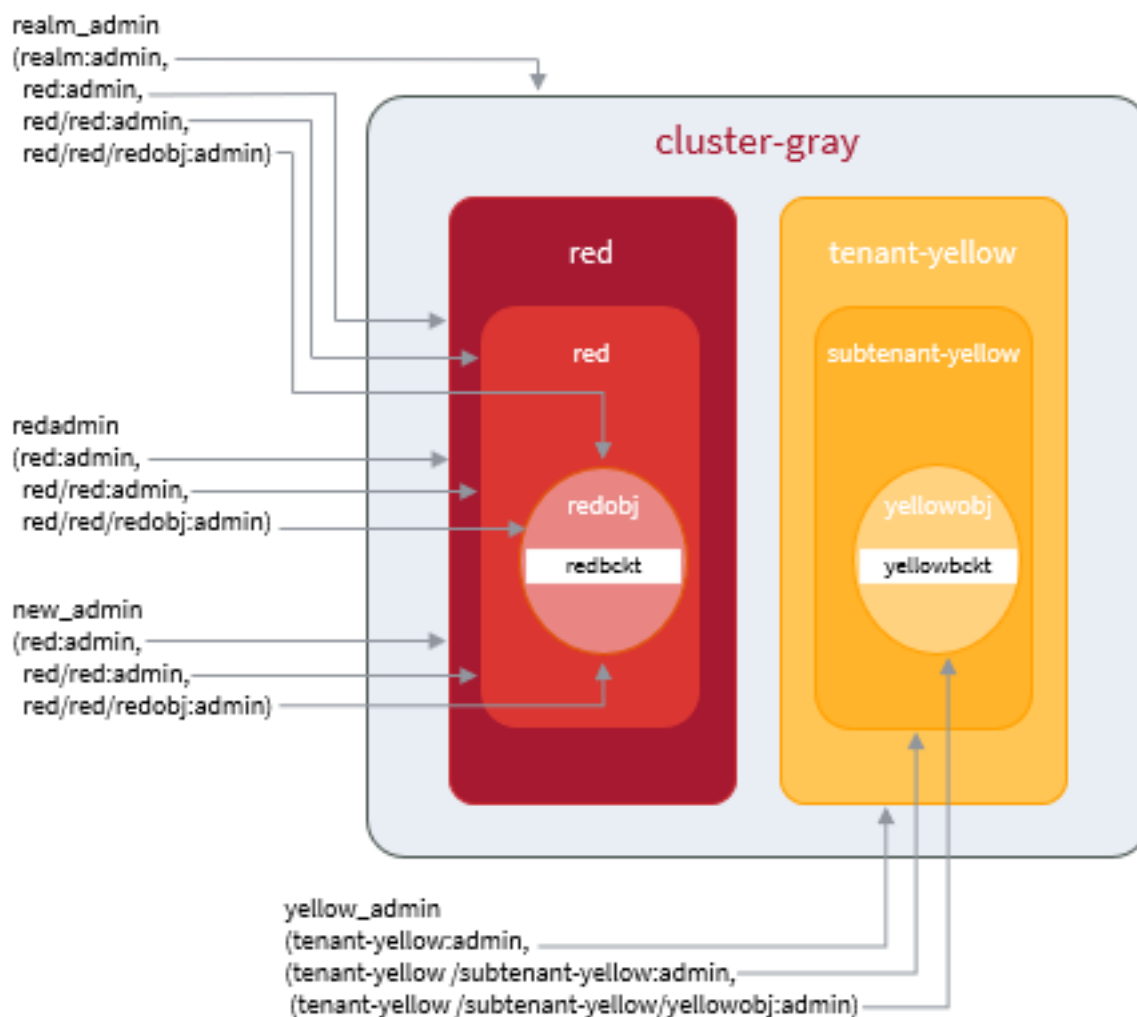 realm_admin
(realm:admin,
red:admin,
red/red:admin,
red/red/redobj:admin)
cluster-gray
red
tenant-yellow
red
subtenant-yellow
redadmin
(red:admin,
red/red:admin,
red/red/redobj:admin)
redobj
yellowobj
redbckt
yellowbckt
new_admin
(red:admin,
red/red:admin,
red/red/redobj:admin)
yellow_admin
(tenant-yellow:admin,
(tenant-yellow /subtenant-yellow:admin,
(tenant-yellow /subtenant-yellow/yellowobj:admin)